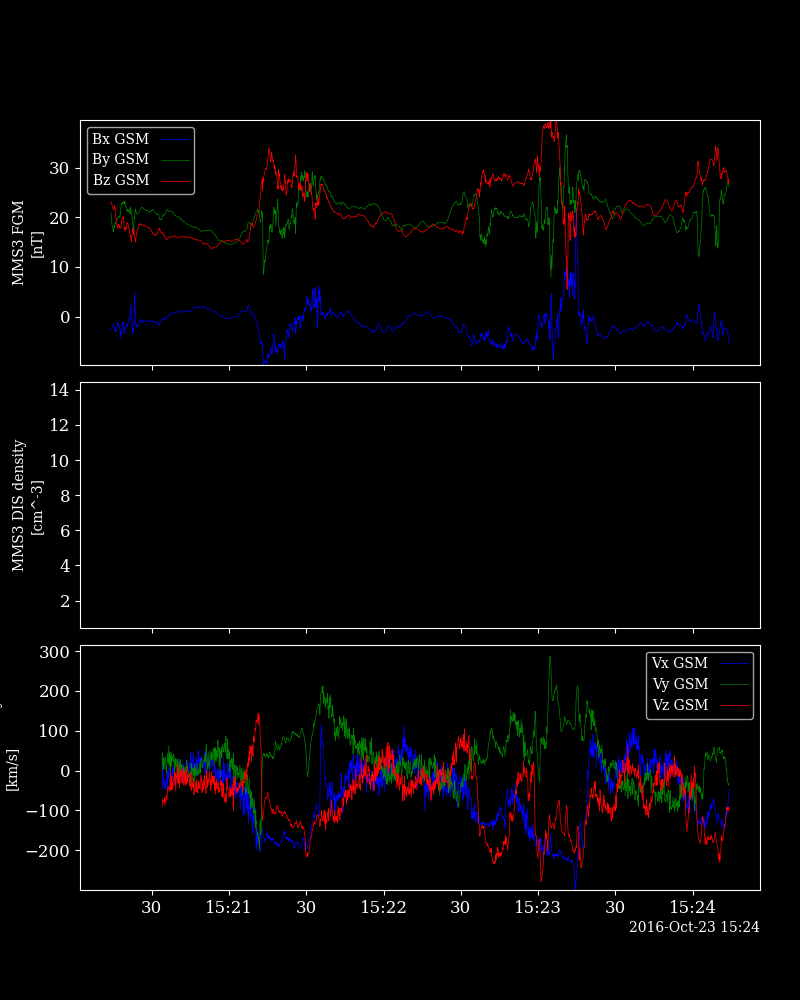 Bx GSM
By GSM
Bz GSM
MMS3 FGM
[nT]
30
20
10
0
MMS3 DIS density
[cm^-3]
14
12
10
8
6
4
2
Vx GSM
Vy GSM
Vz GSM
[km/s]
300
200
100
0
−100
−200
30
15:21
30
15:22
30
15:23
30
15:24
2016-Oct-23 15:24